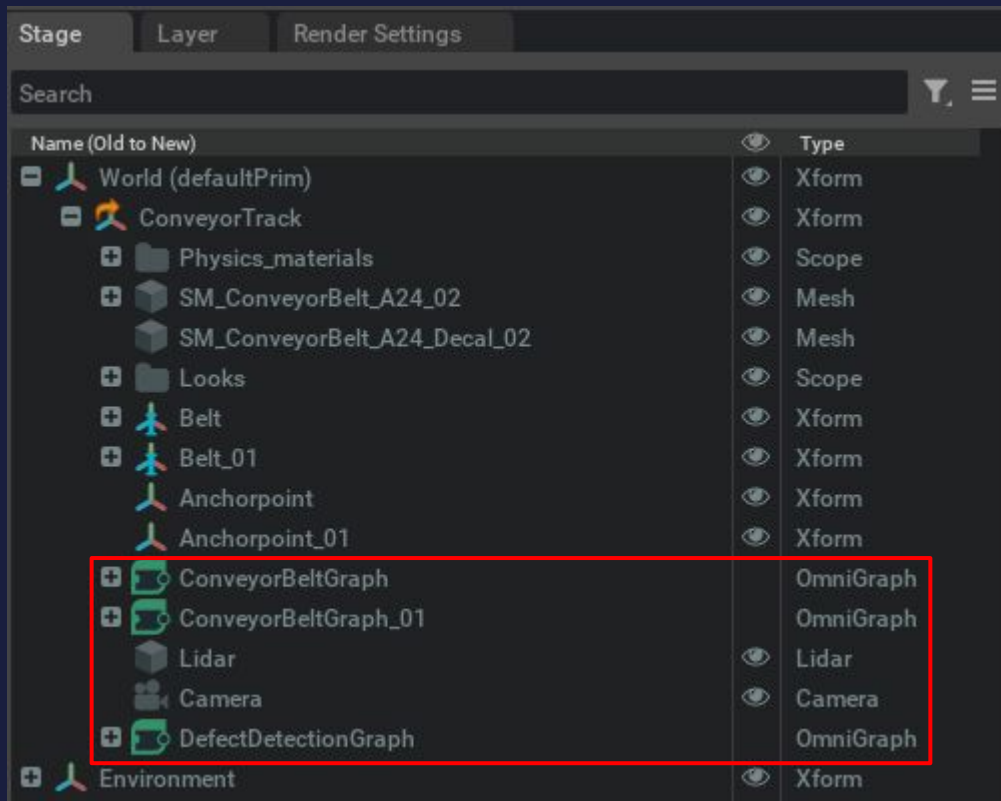 Stage Layer Render Settings
Search
Name (Old to New) Type
World (defaultPrim) Xform
ConveyorTrack Xform
Physics_materials Scope
SM_ConveyorBelt_A24_02 Mesh
SM_ConveyorBelt_A24_Decal_02 Mesh
Looks Scope
Belt Xform
Belt_01 Xform
Anchorpoint Xform
Anchorpoint_01 Xform
ConveyorBeltGraph OmniGraph
ConveyorBeltGraph_01 OmniGraph
Lidar Lidar
Camera Camera
DefectDetectionGraph OmniGraph
Environment Xform